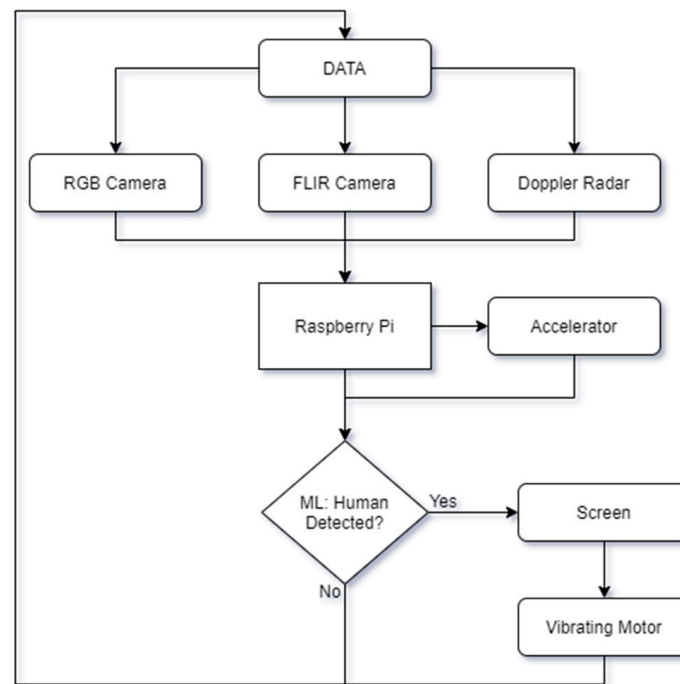 DATA
RGB Camera
FLIR Camera
Doppler Radar
Raspberry Pi
Accelerator
ML: Human
Detected?
Yes
Screen
No
Vibrating Motor